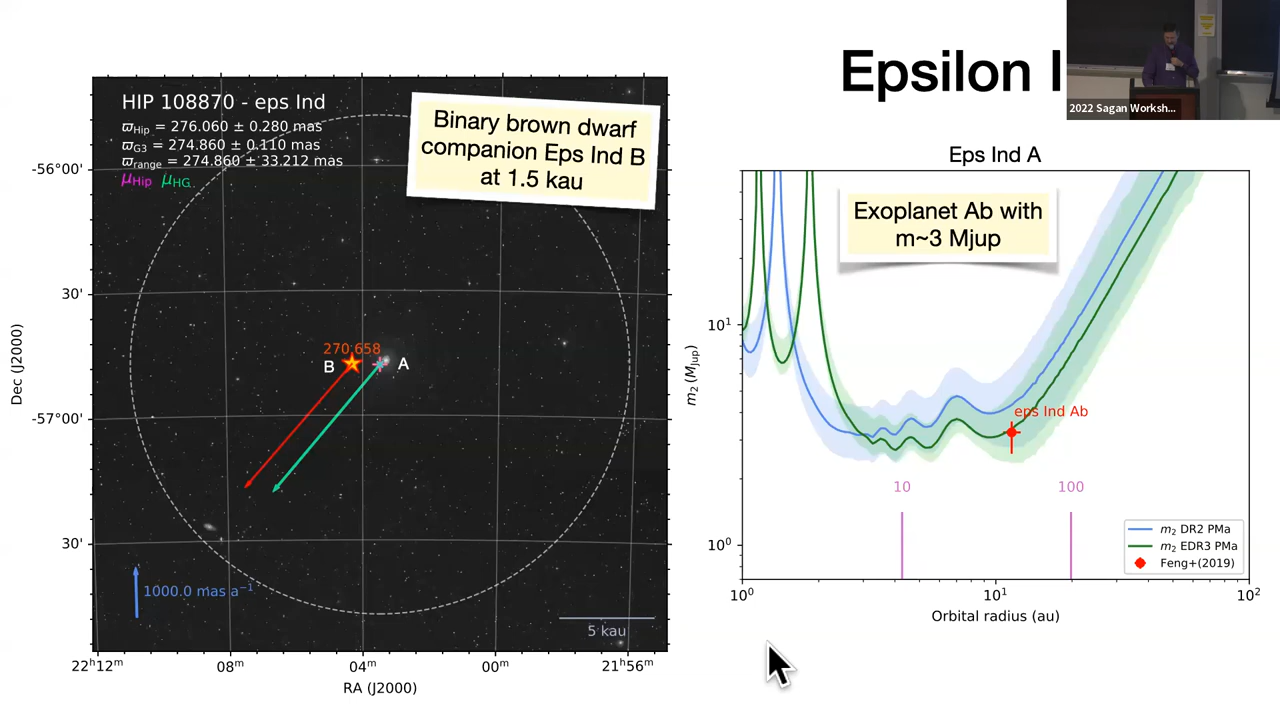 Epsilon I
2022 Sagan Worksh...
HIP 108870 - eps Ind
ϖHip = 276.060 ± 0.280 mas
ϖG3 = 274.860 ± 0.110 mas
ϖrange = 274.860 ± 33.212 mas
μHip μHG
Binary brown dwarf
companion Eps Ind B
at 1.5 kau
-56°00'
30'
-57°00'
30'
Dec (J2000)
270.658
B
A
1000.0 mas a⁻¹
5 kau
22ʰ12ᵐ
08ᵐ
04ᵐ
00ᵐ
21ʰ56ᵐ
RA (J2000)
Eps Ind A
Exoplanet Ab with
m~3 Mjup
10¹
10⁰
m₂ (MJup)
eps Ind Ab
10
100
m₂ DR2 PMa
m₂ EDR3 PMa
Feng+(2019)
10⁰
10¹
10²
Orbital radius (au)